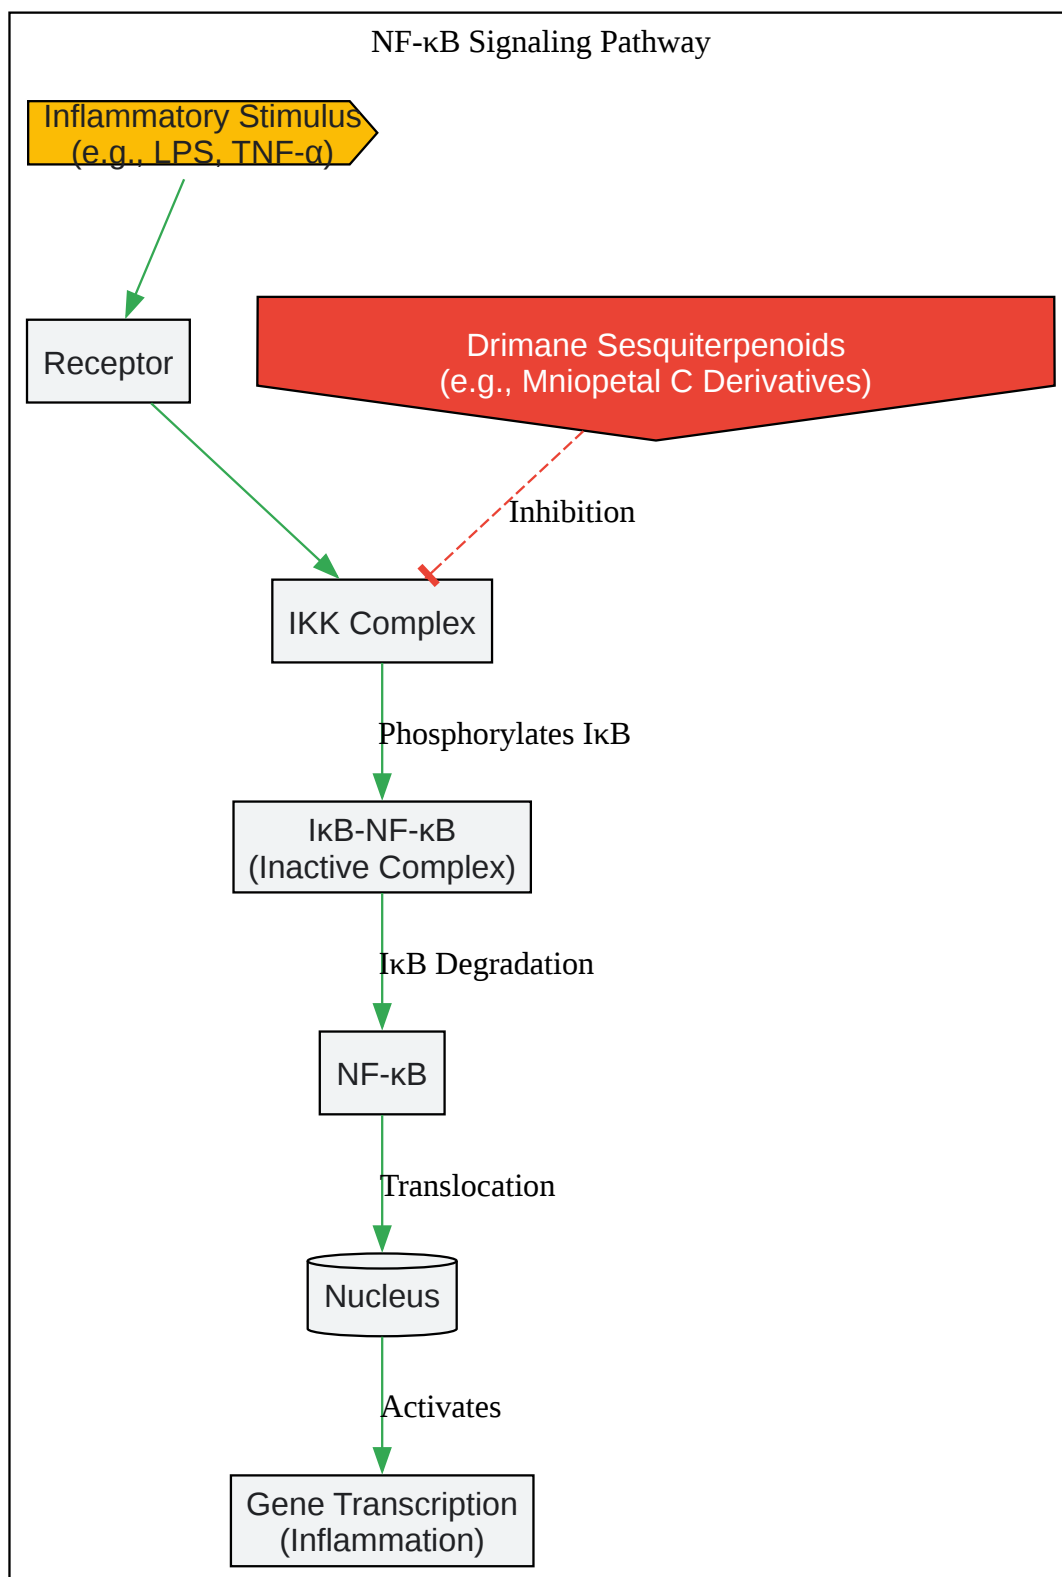 NF-κB Signaling Pathway
Inflammatory Stimulus
(e.g., LPS, TNF-α)
Receptor
Drimane Sesquiterpenoids
(e.g., Mniopetal C Derivatives)
Inhibition
IKK Complex
Phosphorylates IκB
IκB-NF-κB
(Inactive Complex)
IκB Degradation
NF-κB
Translocation
Nucleus
Activates
Gene Transcription
(Inflammation)